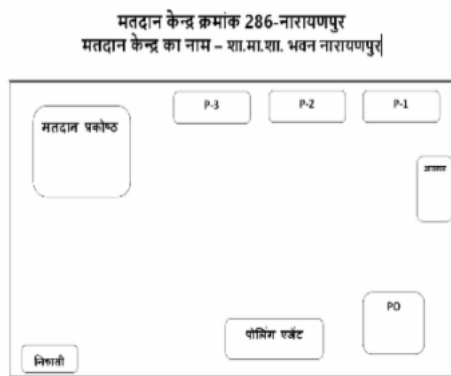 मतदान केन्द्र क्रमांक 286-नारायणपुर
मतदान केन्द्र का नाम – शा.मा.शा. भवन नारायणपुर
P-3 P-2 P-1
मतदान प्रकोष्ठ
PO
पोलिंग एजेंट
निकासी